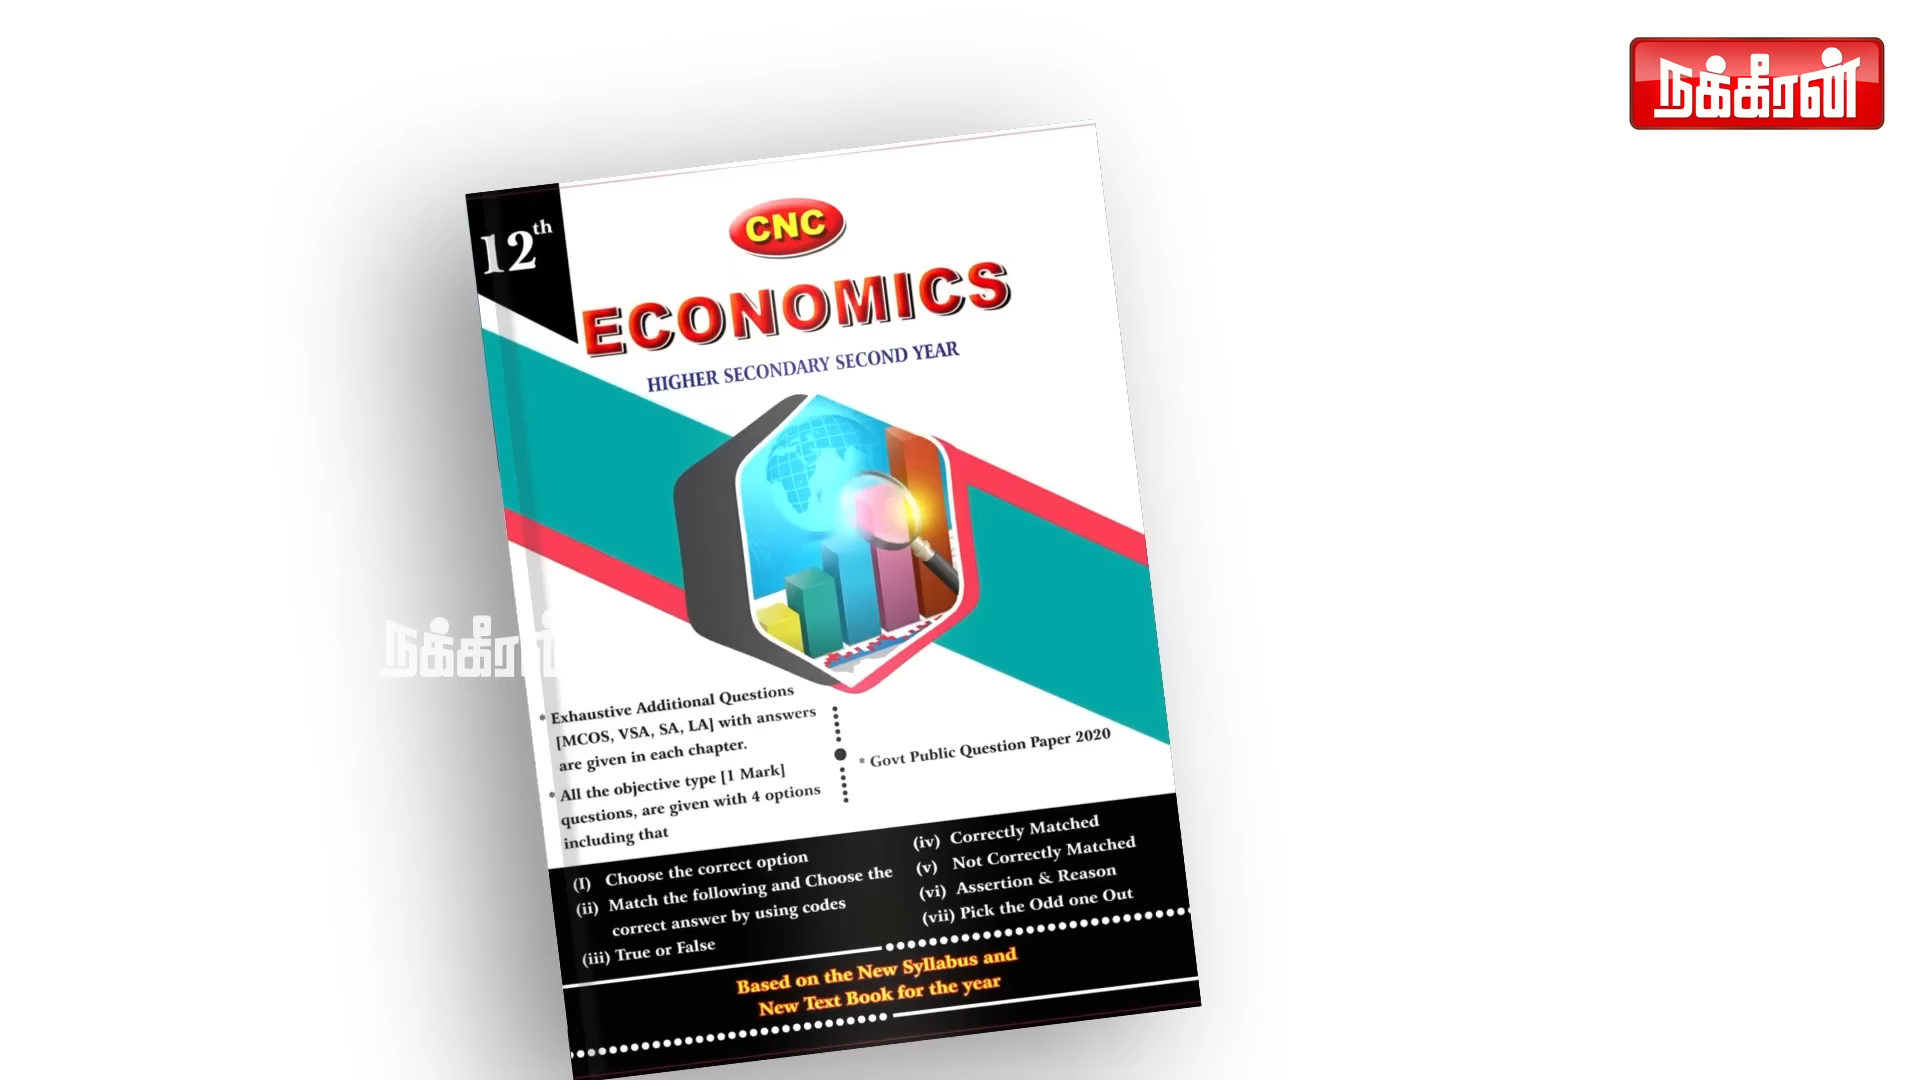 நக்கீரன்
12th
CNC
ECONOMICS
HIGHER SECONDARY SECOND YEAR
நக்கீரன்
* Exhaustive Additional Questions
[MCOS, VSA, SA, LA] with answers
are given in each chapter.
* All the objective type [1 Mark]
questions, are given with 4 options
including that
* Govt Public Question Paper 2020
(I) Choose the correct option
(ii) Match the following and Choose the
correct answer by using codes
(iii) True or False
(iv) Correctly Matched
(v) Not Correctly Matched
(vi) Assertion & Reason
(vii) Pick the Odd one Out
Based on the New Syllabus and
New Text Book for the year